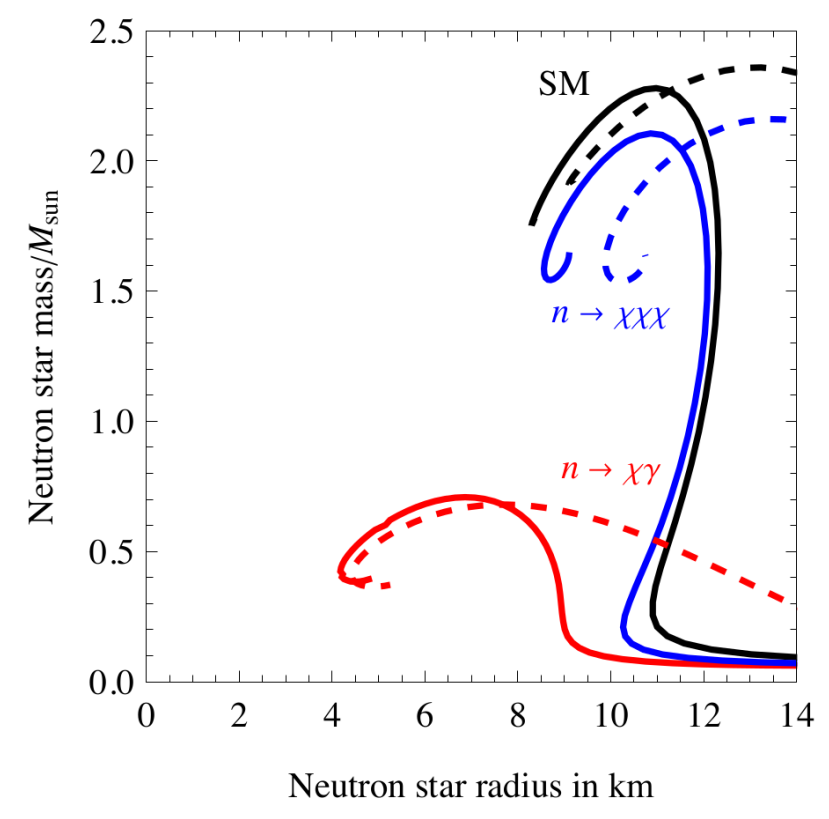 2.5
SM
2.0
1.5
n → χχχ
1.0
n → χγ
0.5
0.0
0 2 4 6 8 10 12 14
Neutron star radius in km
Neutron star mass/M_sun